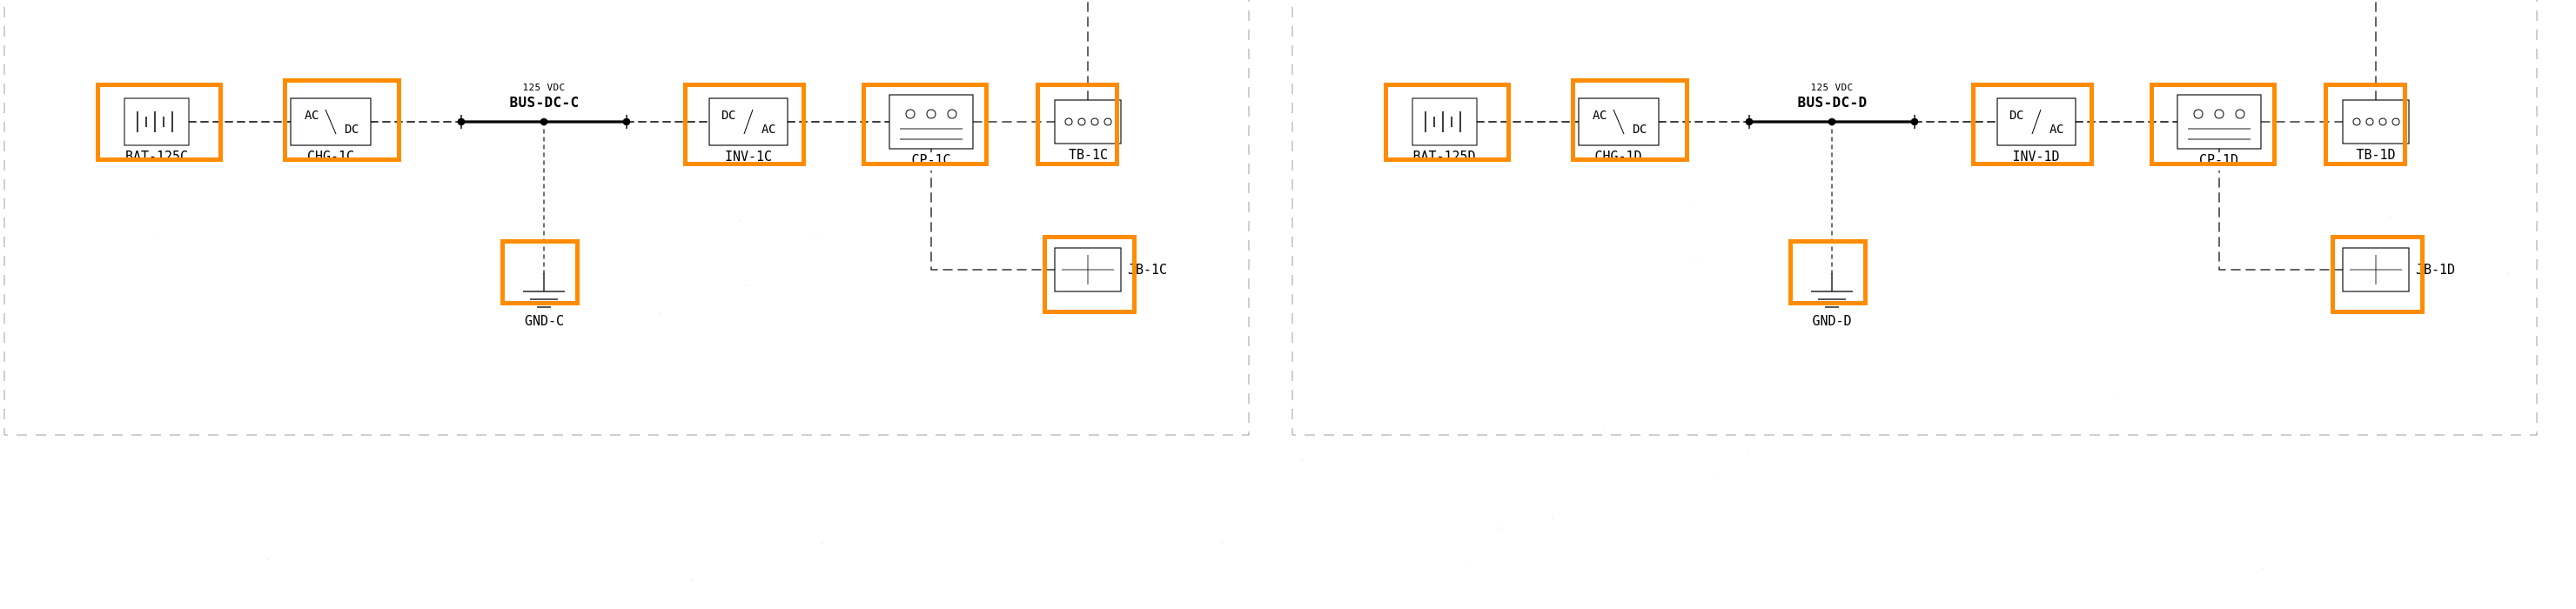 125 VDC
BUS-DC-C
AC
DC
DC
AC
BAT-125C
CHG-1C
INV-1C
CP-1C
TB-1C
JB-1C
GND-C
125 VDC
BUS-DC-D
AC
DC
DC
AC
BAT-125D
CHG-1D
INV-1D
CP-1D
TB-1D
JB-1D
GND-D